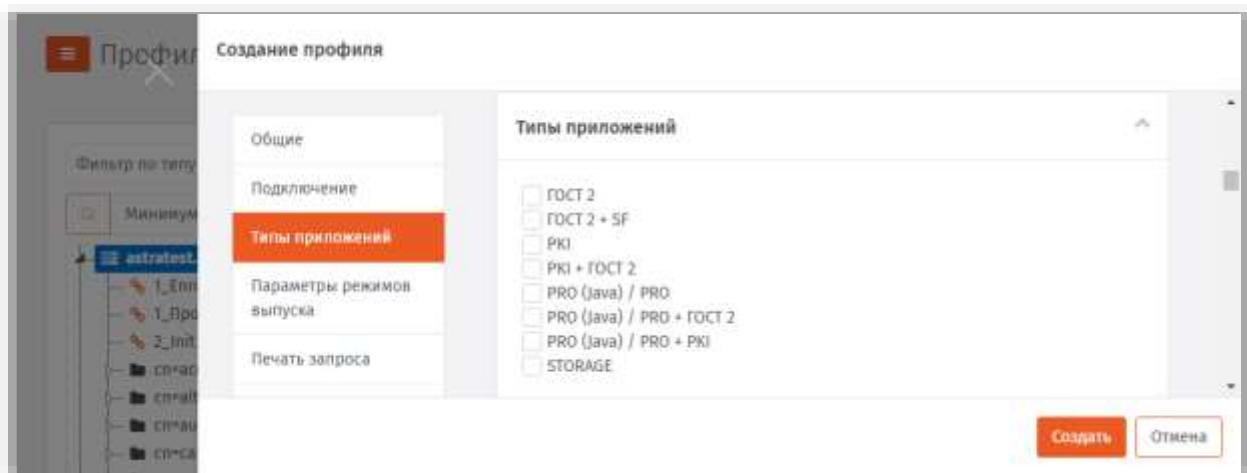 Профил
Создание профиля
Фильтр по типу
Минимум
astratest.
1_Enr
1_Про
2_Init
cn=ac
cn=alt
cn=au
cn=ca
Общие
Подключение
Типы приложений
Параметры режимов
выпуска
Печать запроса
Типы приложений
ГОСТ 2
ГОСТ 2 + SF
PKI
PKI + ГОСТ 2
PRO (Java) / PRO
PRO (Java) / PRO + ГОСТ 2
PRO (Java) / PRO + PKI
STORAGE
Создать
Отмена